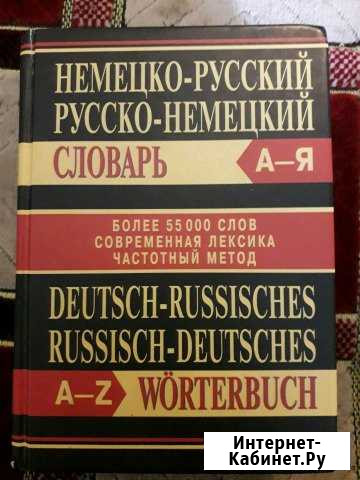 НЕМЕЦКО-РУССКИЙ
РУССКО-НЕМЕЦКИЙ
СЛОВАРЬ
А–Я
БОЛЕЕ 55 000 СЛОВ
СОВРЕМЕННАЯ ЛЕКСИКА
ЧАСТОТНЫЙ МЕТОД
DEUTSCH-RUSSISCHES
RUSSISCH-DEUTSCHES
A–Z
WÖRTERBUCH
Интернет-
Кабинет.Ру